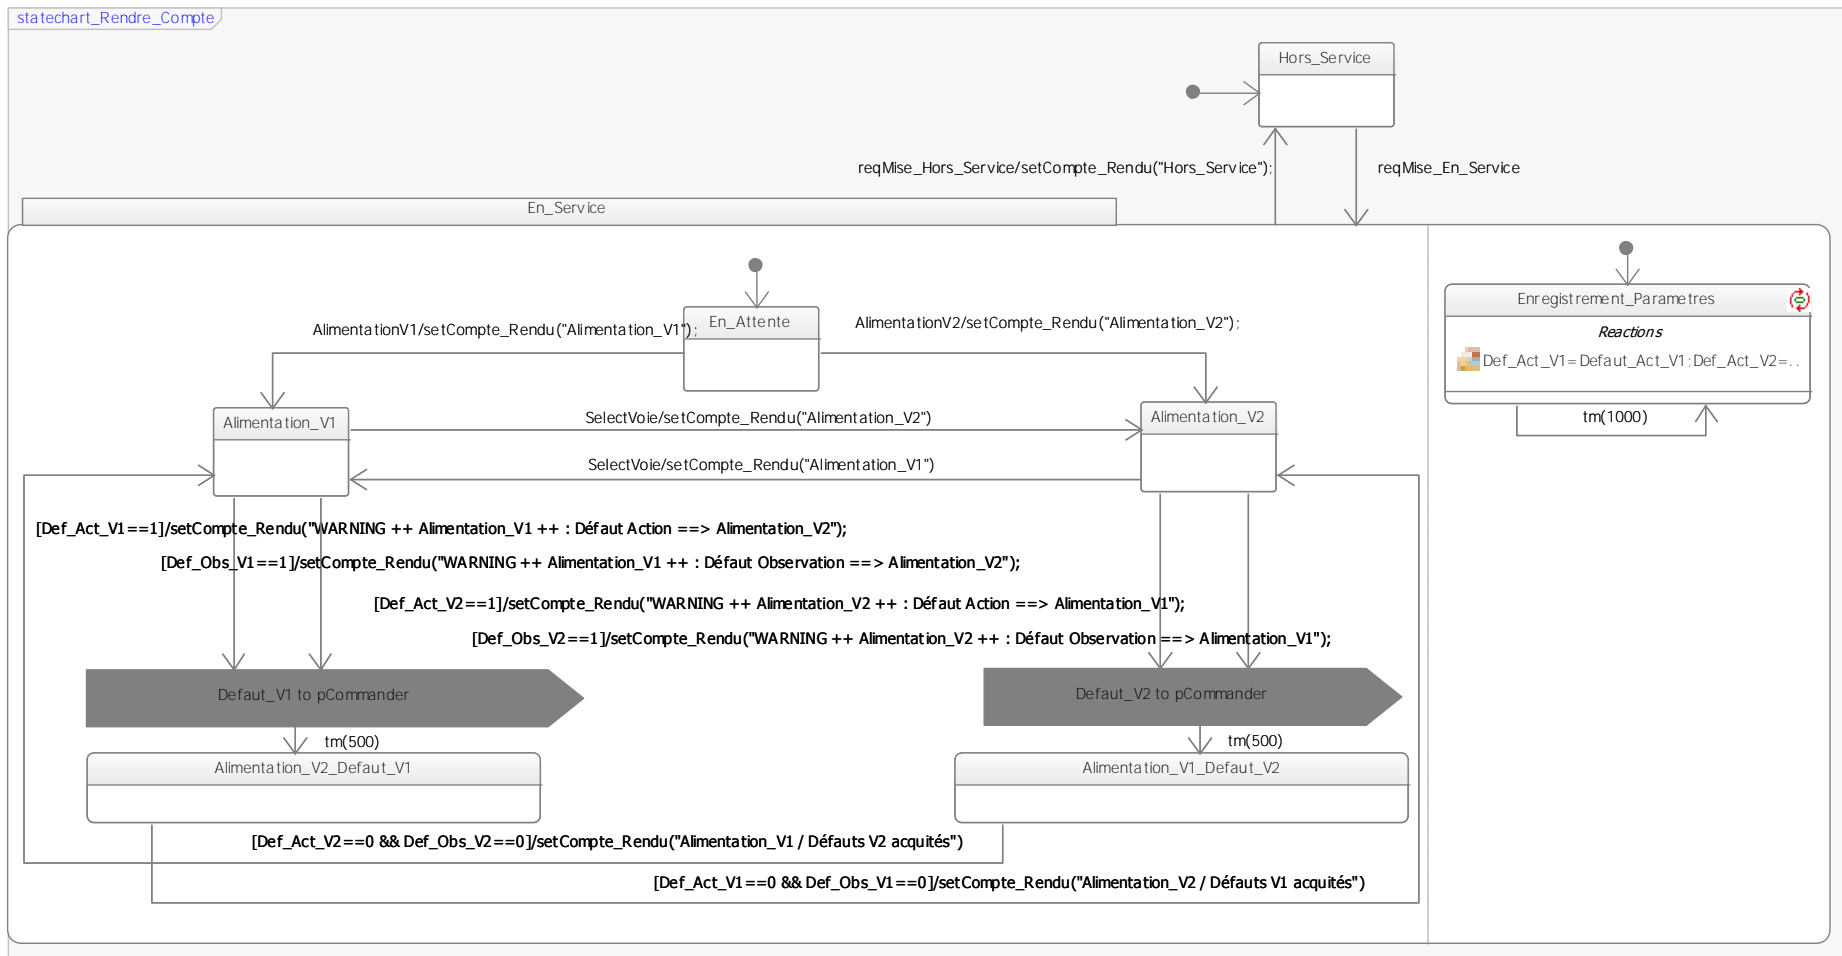 statechart_Rendre_Compte
Hors_Service
reqMise_Hors_Service/setCompte_Rendu("Hors_Service");
reqMise_En_Service
En_Service
Enregistrement_Parametres
Reactions
Def_Act_V1=Defaut_Act_V1;Def_Act_V2=...
tm(1000)
En_Attente
AlimentationV1/setCompte_Rendu("Alimentation_V1");
AlimentationV2/setCompte_Rendu("Alimentation_V2");
Alimentation_V1
SelectVoie/setCompte_Rendu("Alimentation_V2")
Alimentation_V2
SelectVoie/setCompte_Rendu("Alimentation_V1")
[Def_Act_V1==1]/setCompte_Rendu("WARNING ++ Alimentation_V1 ++ : Défaut Action ==> Alimentation_V2");
[Def_Obs_V1==1]/setCompte_Rendu("WARNING ++ Alimentation_V1 ++ : Défaut Observation ==> Alimentation_V2");
[Def_Act_V2==1]/setCompte_Rendu("WARNING ++ Alimentation_V2 ++ : Défaut Action ==> Alimentation_V1");
[Def_Obs_V2==1]/setCompte_Rendu("WARNING ++ Alimentation_V2 ++ : Défaut Observation ==> Alimentation_V1");
Defaut_V1 to pCommander
Defaut_V2 to pCommander
tm(500)
tm(500)
Alimentation_V2_Defaut_V1
Alimentation_V1_Defaut_V2
[Def_Act_V2==0 && Def_Obs_V2==0]/setCompte_Rendu("Alimentation_V1 / Défauts V2 acquités")
[Def_Act_V1==0 && Def_Obs_V1==0]/setCompte_Rendu("Alimentation_V2 / Défauts V1 acquités")